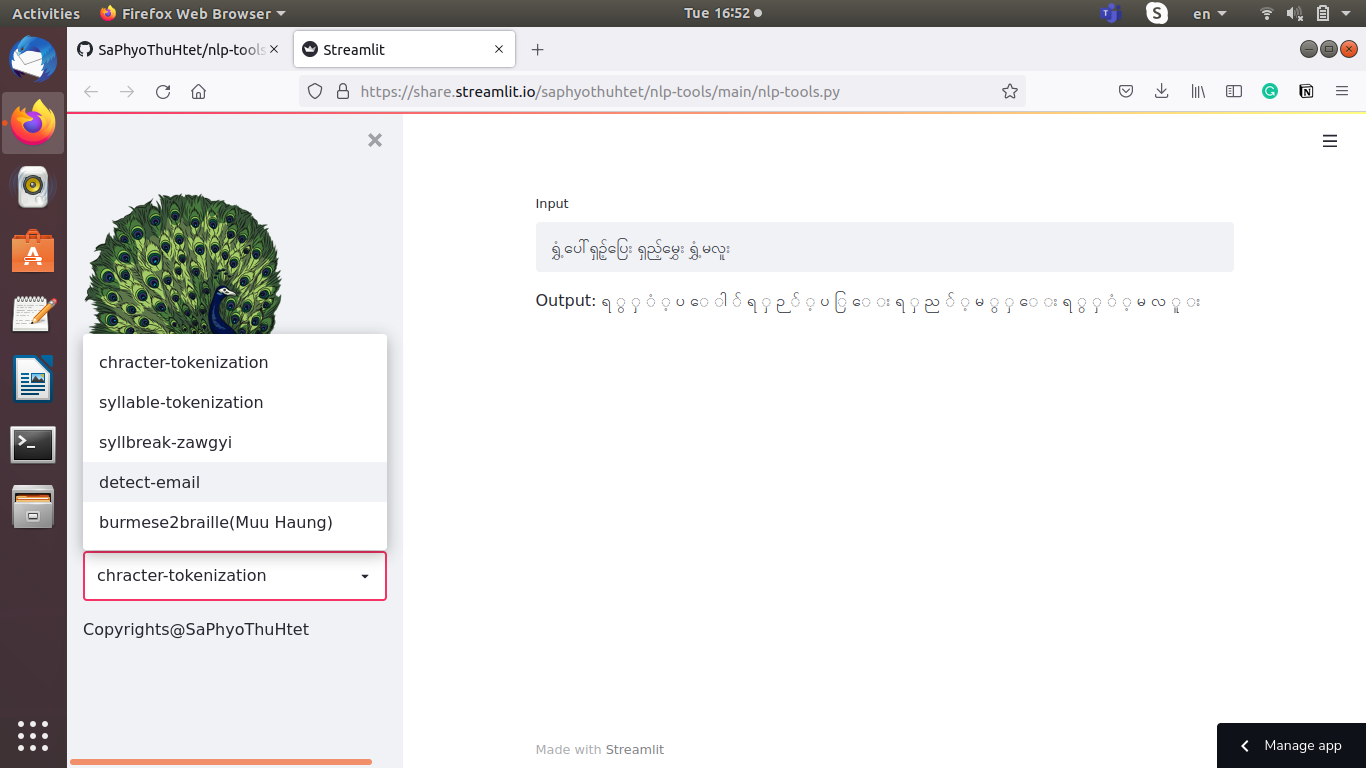 Activities
Firefox Web Browser
Tue 16:52
en
SaPhyoThuHtet/nlp-tools
Streamlit
https://share.streamlit.io/saphyothuhtet/nlp-tools/main/nlp-tools.py
Input
ရွှံ့ပေါ်ရှဉ့်ပြေး ရှည့်မွှေး ရွှံ့မလူး
Output: ရ ွ ှ ံ ့ ပ ေ ါ ် ရ ှ ဉ ် ့ ပ ြ ေ း ရ ှ ည ် ့ မ ွ ှ ေ း ရ ွ ှ ံ ့ မ လ ူ း
chracter-tokenization
syllable-tokenization
syllbreak-zawgyi
detect-email
burmese2braille(Muu Haung)
chracter-tokenization
Copyrights@SaPhyoThuHtet
Made with Streamlit
Manage app